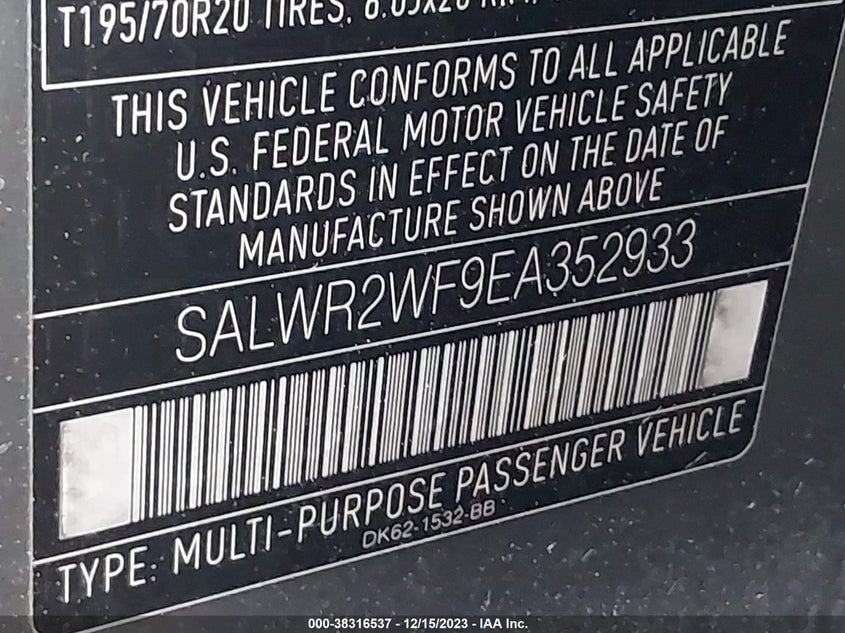 T195/70R20 TIRES,
THIS VEHICLE CONFORMS TO ALL APPLICABLE
U.S. FEDERAL MOTOR VEHICLE SAFETY
STANDARDS IN EFFECT ON THE DATE OF
MANUFACTURE SHOWN ABOVE
SALWR2WF9EA352933
TYPE: MULTI-PURPOSE PASSENGER VEHICLE
DK62-1532-BB
000-38316537 - 12/15/2023 - IAA Inc.